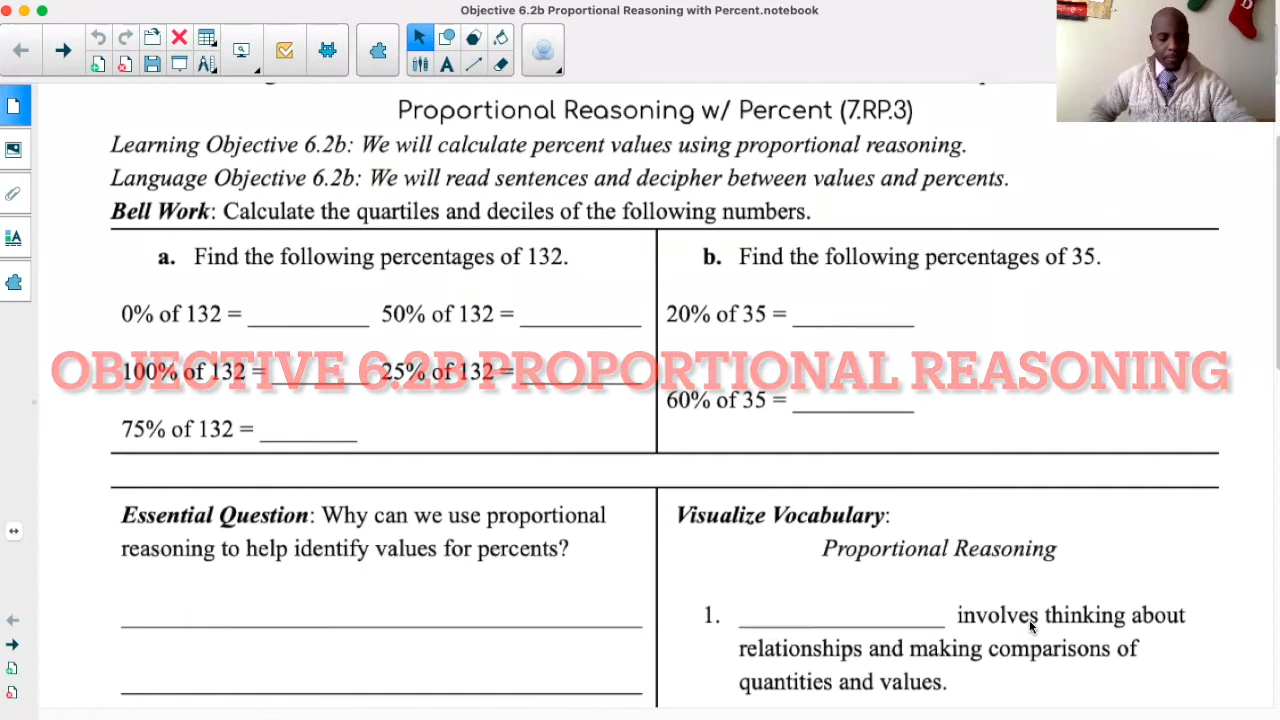 Objective 6.2b Proportional Reasoning with Percent.notebook
Proportional Reasoning w/ Percent (7.RP.3)
Learning Objective 6.2b: We will calculate percent values using proportional reasoning.
Language Objective 6.2b: We will read sentences and decipher between values and percents.
Bell Work: Calculate the quartiles and deciles of the following numbers.
a. Find the following percentages of 132.
0% of 132 = __________ 50% of 132 = __________
100% of 132 = __________ 25% of 132 = __________
75% of 132 = __________
b. Find the following percentages of 35.
20% of 35 = __________
60% of 35 = __________
OBJECTIVE 6.2B PROPORTIONAL REASONING
Essential Question: Why can we use proportional
reasoning to help identify values for percents?
Visualize Vocabulary:
Proportional Reasoning
1. __________ involves thinking about
relationships and making comparisons of
quantities and values.